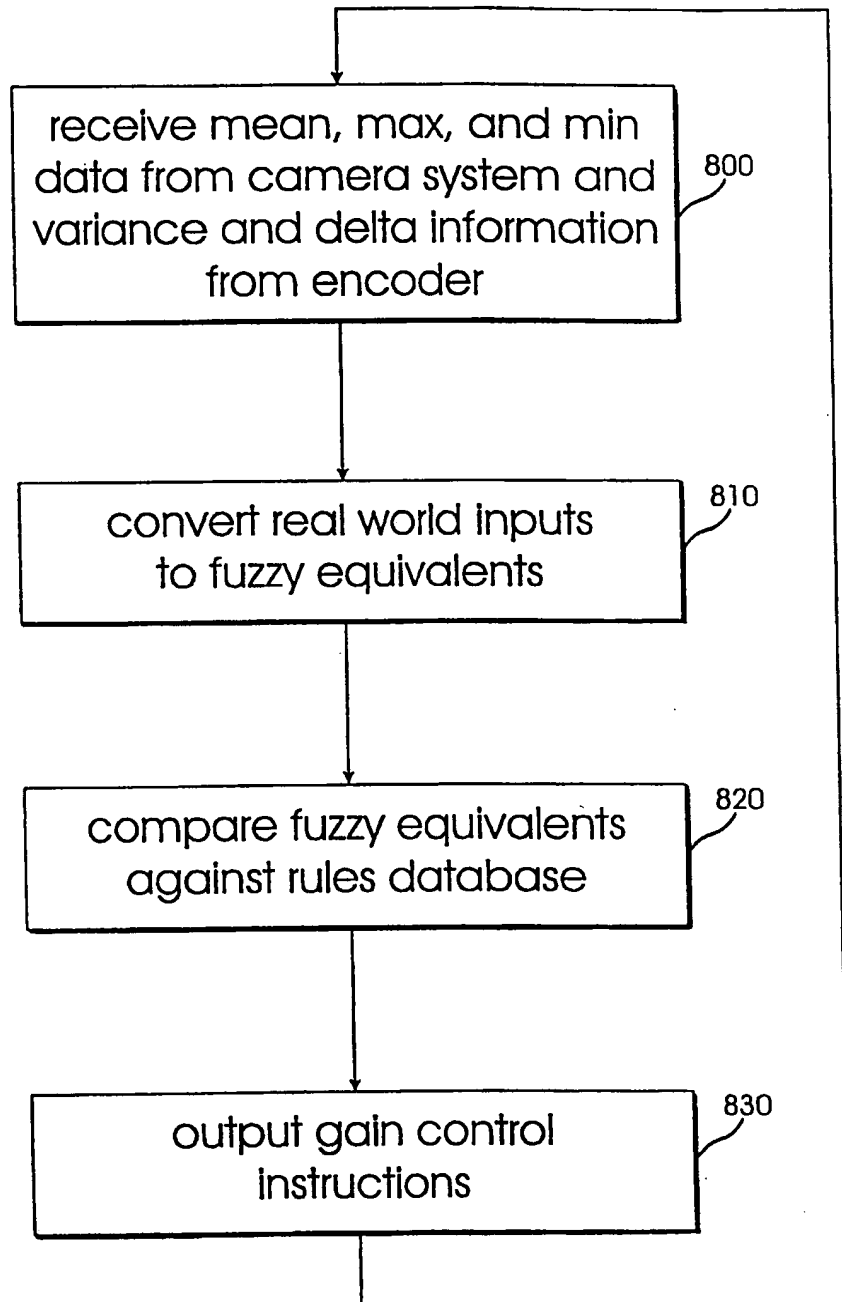 receive mean, max, and min
data from camera system and
variance and delta information
from encoder
800
convert real world inputs
to fuzzy equivalents
810
compare fuzzy equivalents
against rules database
820
output gain control
instructions
830